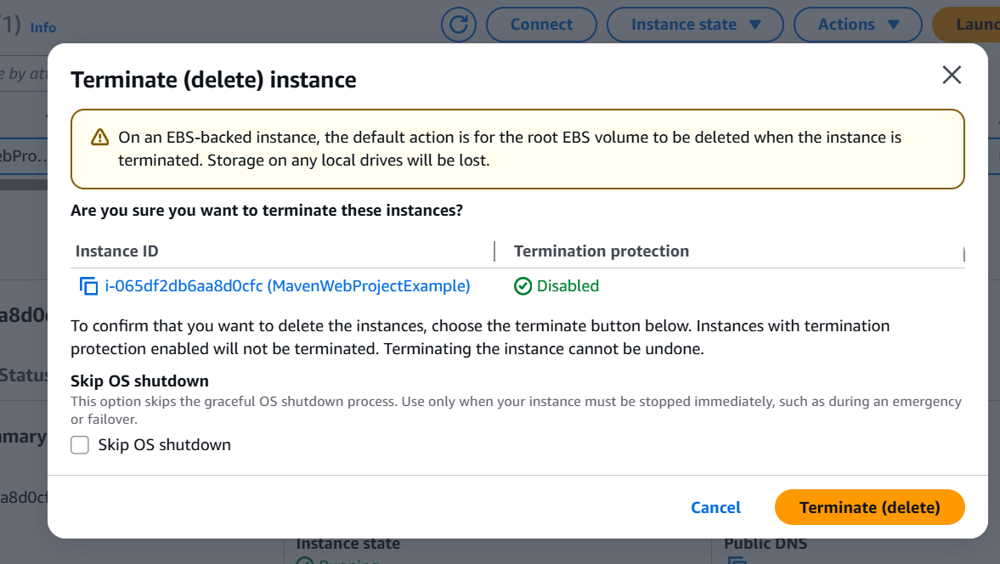 /1) Info
Connect
Instance state
Actions
Launc
e by att
Terminate (delete) instance
On an EBS-backed instance, the default action is for the root EBS volume to be deleted when the instance is
terminated. Storage on any local drives will be lost.
ebPro...
Are you sure you want to terminate these instances?
Instance ID
Termination protection
i-065df2db6aa8d0cfc (MavenWebProjectExample)
Disabled
a8d0c
To confirm that you want to delete the instances, choose the terminate button below. Instances with termination
protection enabled will not be terminated. Terminating the instance cannot be undone.
Status
Skip OS shutdown
This option skips the graceful OS shutdown process. Use only when your instance must be stopped immediately, such as during an emergency
or failover.
mmary
Skip OS shutdown
a8d0cf
Cancel
Terminate (delete)
Instance state
Public DNS
Running